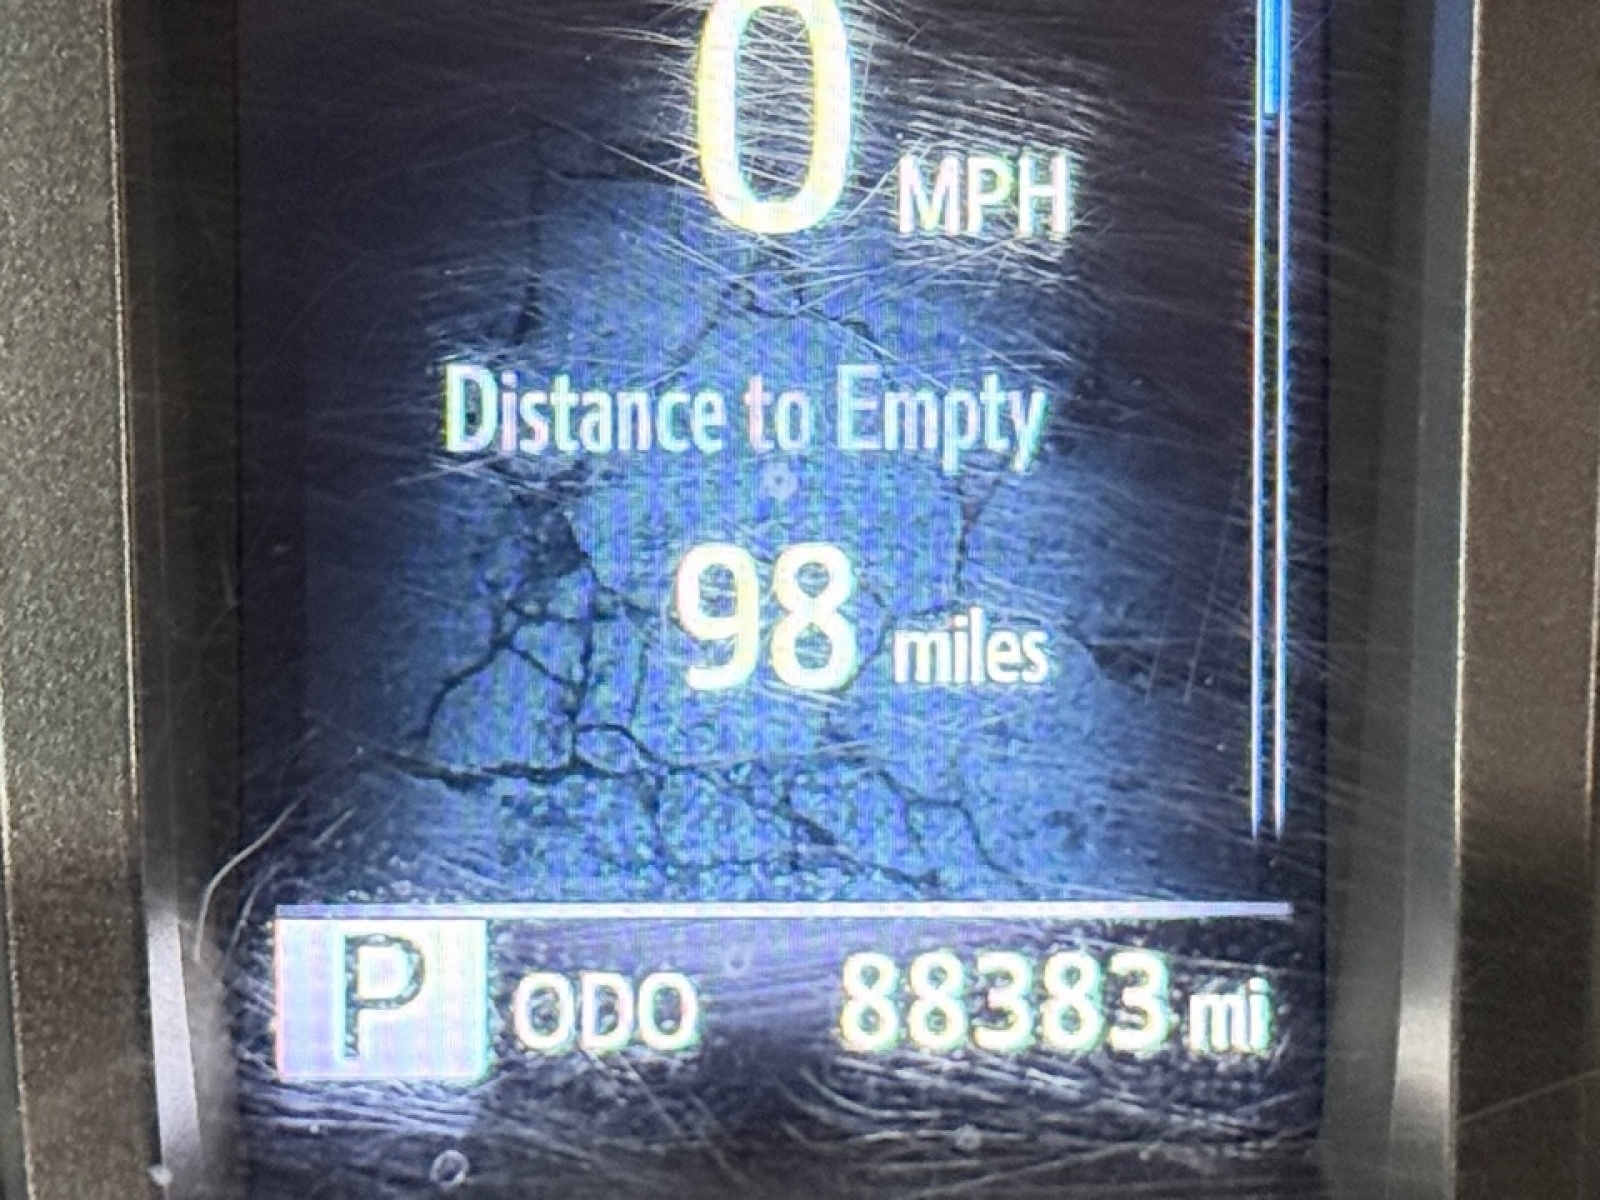 0 MPH
Distance to Empty
98 miles
P ODO 88383 mi